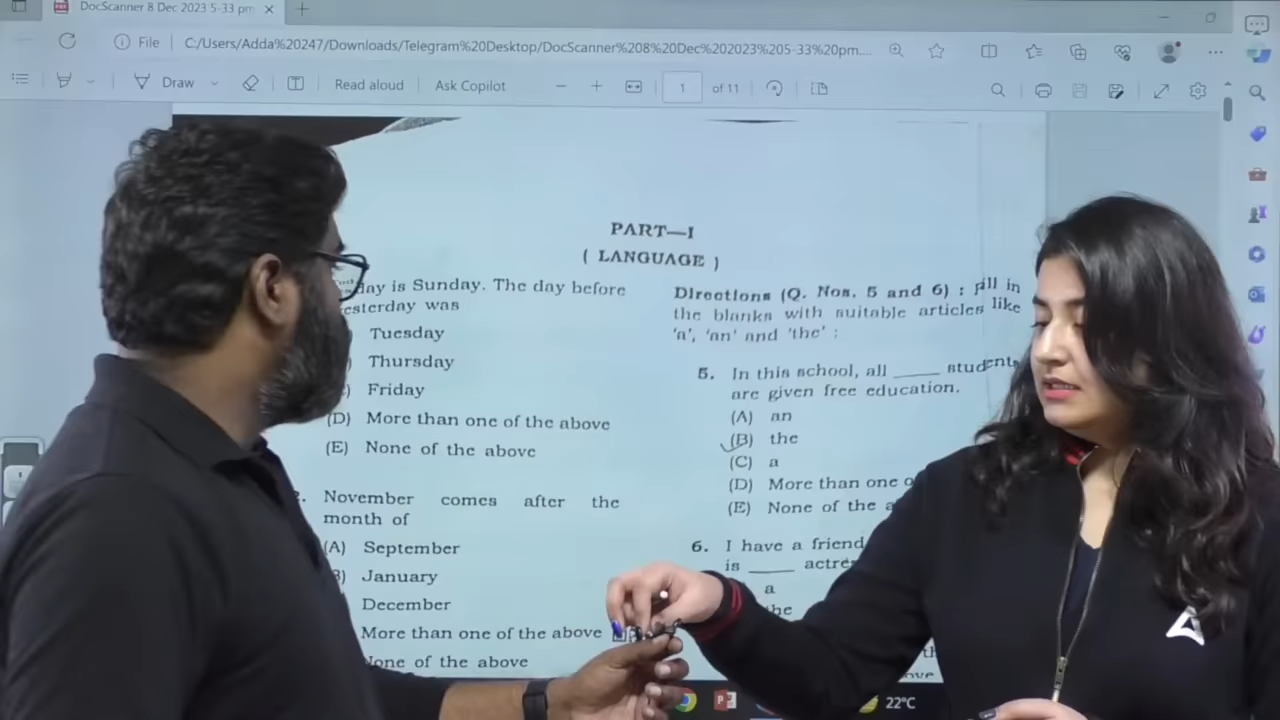 DocScanner 8 Dec 2023 5-33 pm
File
C:/Users/Adda%20247/Downloads/Telegram%20Desktop/DocScanner%208%20Dec%202023%205-33%20pm....
Draw
Read aloud
Ask Copilot
1 of 11
PART—I
( LANGUAGE )
day is Sunday. The day before
yesterday was
Tuesday
Thursday
Friday
(D) More than one of the above
(E) None of the above
November comes after the
month of
(A) September
January
December
More than one of the above
None of the above
Directions (Q. Nos. 5 and 6) : Fill in
the blanks with suitable articles like
'a', 'an' and 'the' :
5. In this school, all _____ students
are given free education.
(A) an
(B) the
(C) a
(D) More than one
(E) None of the
6. I have a friend
is _____
a
the
22°C